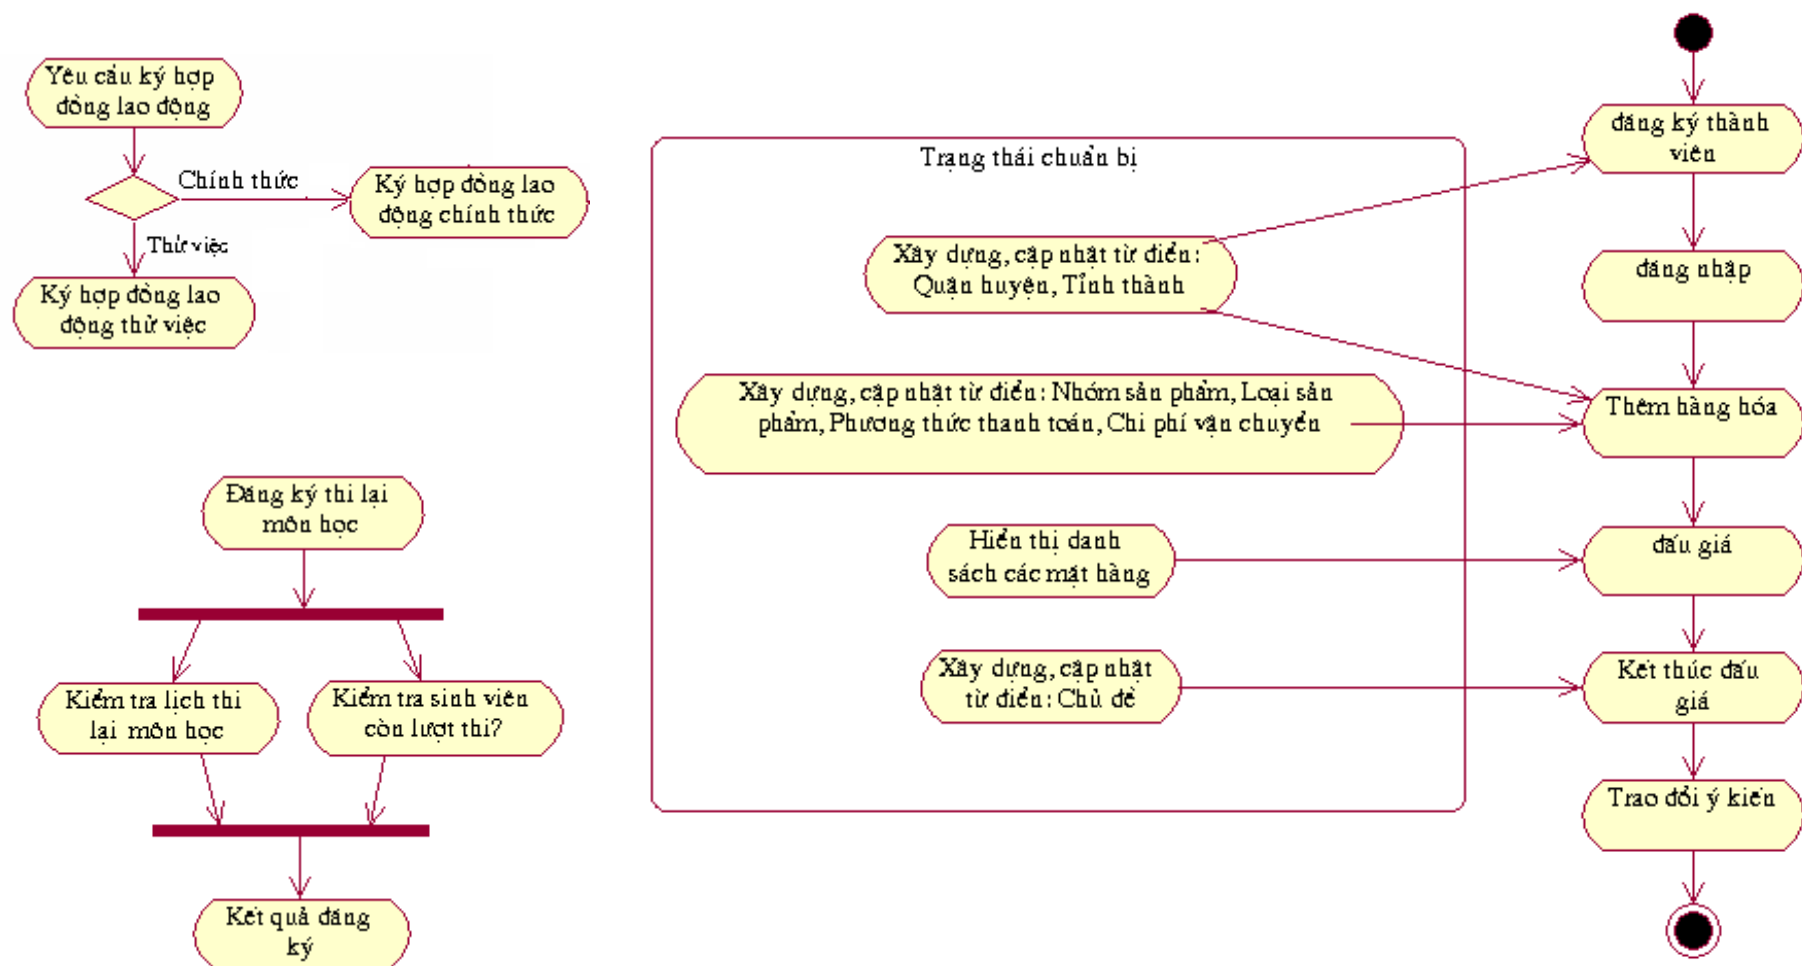 Yêu cầu ký hợp
đồng lao động
Chính thức
Ký hợp đồng lao
động chính thức
Thử việc
Ký hợp đồng lao
động thử việc
Đăng ký thi lại
môn học
Kiểm tra lịch thi
lại môn học
Kiểm tra sinh viên
còn lượt thi?
Kết quả đăng
ký
Trạng thái chuẩn bị
Xây dựng, cập nhật từ điển:
Quận huyện, Tỉnh thành
Xây dựng, cập nhật từ điển: Nhóm sản phẩm, Loại sản
phẩm, Phương thức thanh toán, Chi phí vận chuyển
Hiển thị danh
sách các mặt hàng
Xây dựng, cập nhật
từ điển: Chủ đề
đăng ký thành
viên
đăng nhập
Thêm hàng hóa
đấu giá
Kết thúc đấu
giá
Trao đổi ý kiến